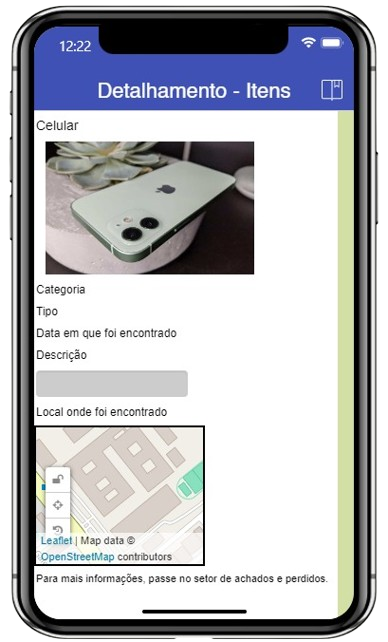 12:22
Detalhamento - Itens
Celular
Categoria
Tipo
Data em que foi encontrado
Descrição
Local onde foi encontrado
Leaflet | Map data ©
OpenStreetMap contributors
Para mais informações, passe no setor de achados e perdidos.